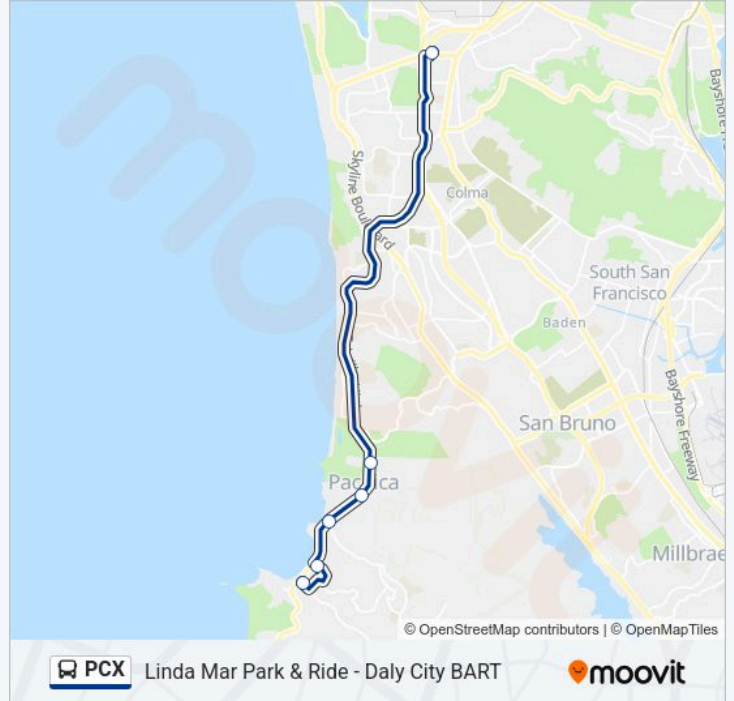 Bayshore Fr
Skyline Boulevard
Colma
South San
Francisco
Baden
Bayshore Freeway
San Bruno
Pacifica
Millbrae
© OpenStreetMap contributors | © OpenMapTiles
PCX
Linda Mar Park & Ride - Daly City BART
moovit
moovit